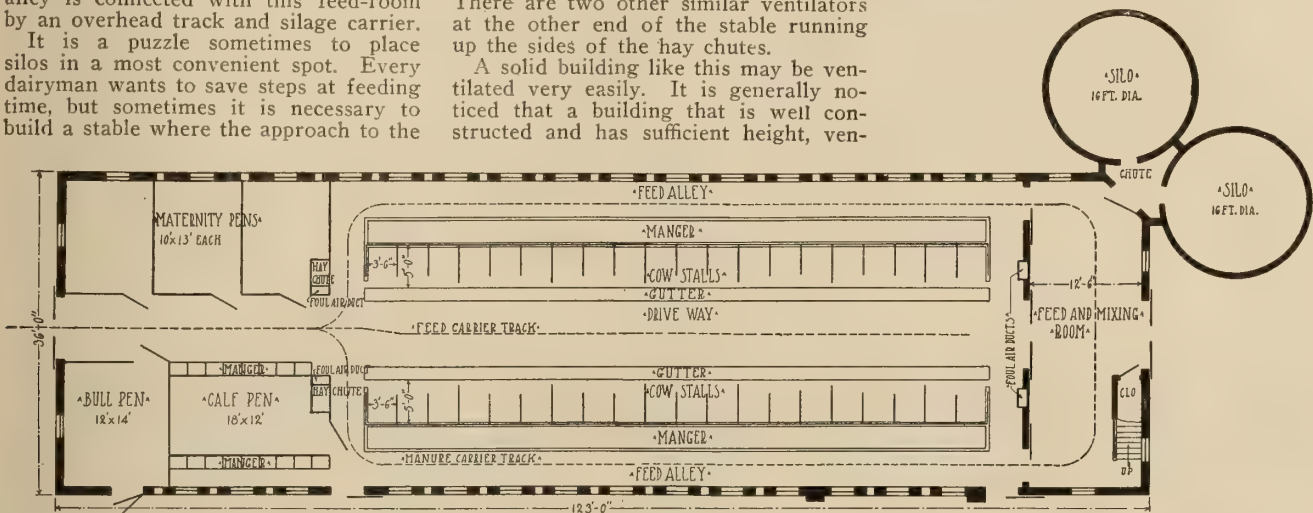 alley is connected with this feed-room
by an overhead track and silage carrier.
It is a puzzle sometimes to place
silos in a most convenient spot. Every
dairyman wants to save steps at feeding
time, but sometimes it is necessary to
build a stable where the approach to the
There are two other similar ventilators
at the other end of the stable running
up the sides of the hay chutes.
A solid building like this may be ven-
tilated very easily. It is generally no-
ticed that a building that is well con-
structed and has sufficient height, ven-
·SILO·
16 FT. DIA.
CHUTE
·SILO·
16 FT. DIA.
·FEED ALLEY·
MATERNITY PENS·
10'x13' EACH
·MANGER·
HAY
CHUTE
3'-6"
5'-0"
·COW STALLS·
FOUL AIR DUCT
·GUTTER·
·DRIVE WAY·
·FEED CARRIER TRACK·
36'-0"
12'-6"
·FEED AND MIXING·
·ROOM·
·FOUL AIR DUCTS·
·MANGER·
FOUL AIR DUCT
HAY CHUTE
·GUTTER·
·BULL PEN·
12'x14'
·CALF PEN·
18'x12'
3'-6"
5'-0"
·COW STALLS·
CLO
·MANGER·
·MANGER·
·MANURE CARRIER TRACK·
·FEED ALLEY·
UP
123'-0"